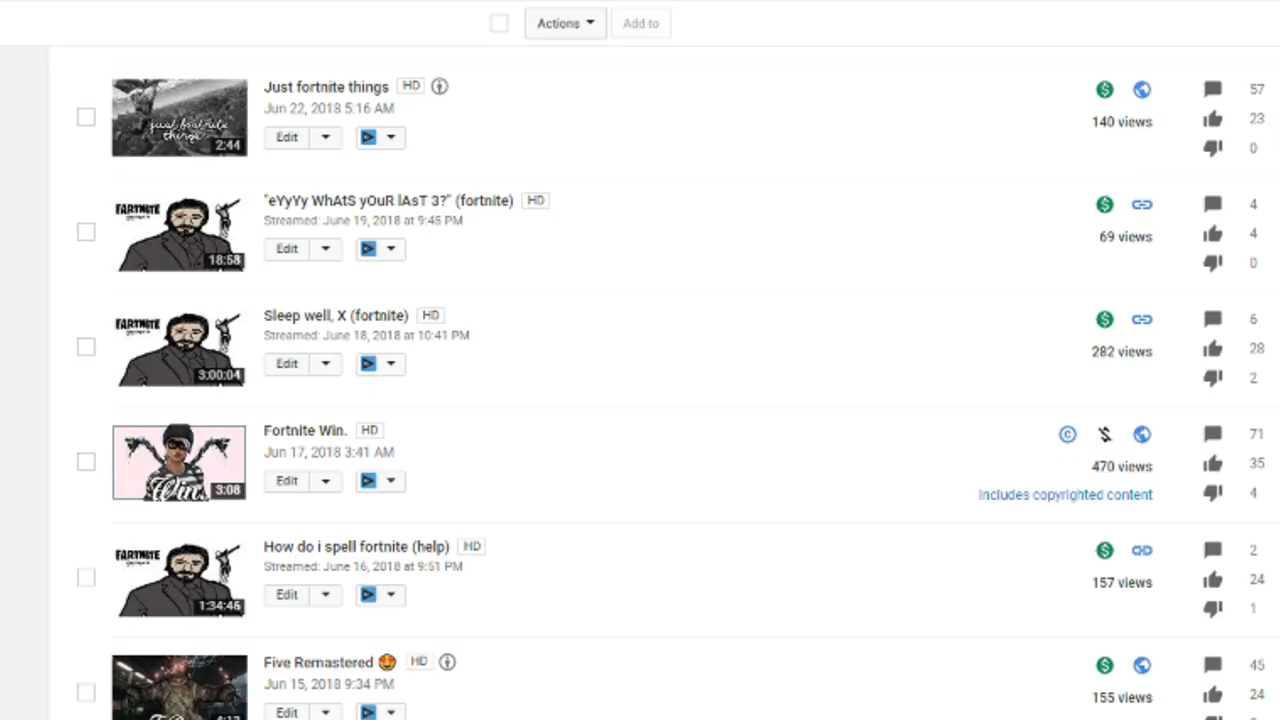 Actions Add to
Just fortnite things HD
Jun 22, 2018 5:16 AM
Edit
just fortnite
things
2:44
140 views
57
23
0
"eYyYy WhAtS yOuR lAsT 3?" (fortnite) HD
Streamed: June 19, 2018 at 9:45 PM
Edit
FARTNITE
18:58
69 views
4
4
0
Sleep well, X (fortnite) HD
Streamed: June 18, 2018 at 10:41 PM
Edit
FARTNITE
3:00:04
282 views
6
28
2
Fortnite Win. HD
Jun 17, 2018 3:41 AM
Edit
Win.
3:08
470 views
Includes copyrighted content
71
35
4
How do i spell fortnite (help) HD
Streamed: June 16, 2018 at 9:51 PM
Edit
FARTNITE
1:34:46
157 views
2
24
1
Five Remastered 🤩 HD
Jun 15, 2018 9:34 PM
Edit
4:13
155 views
45
24